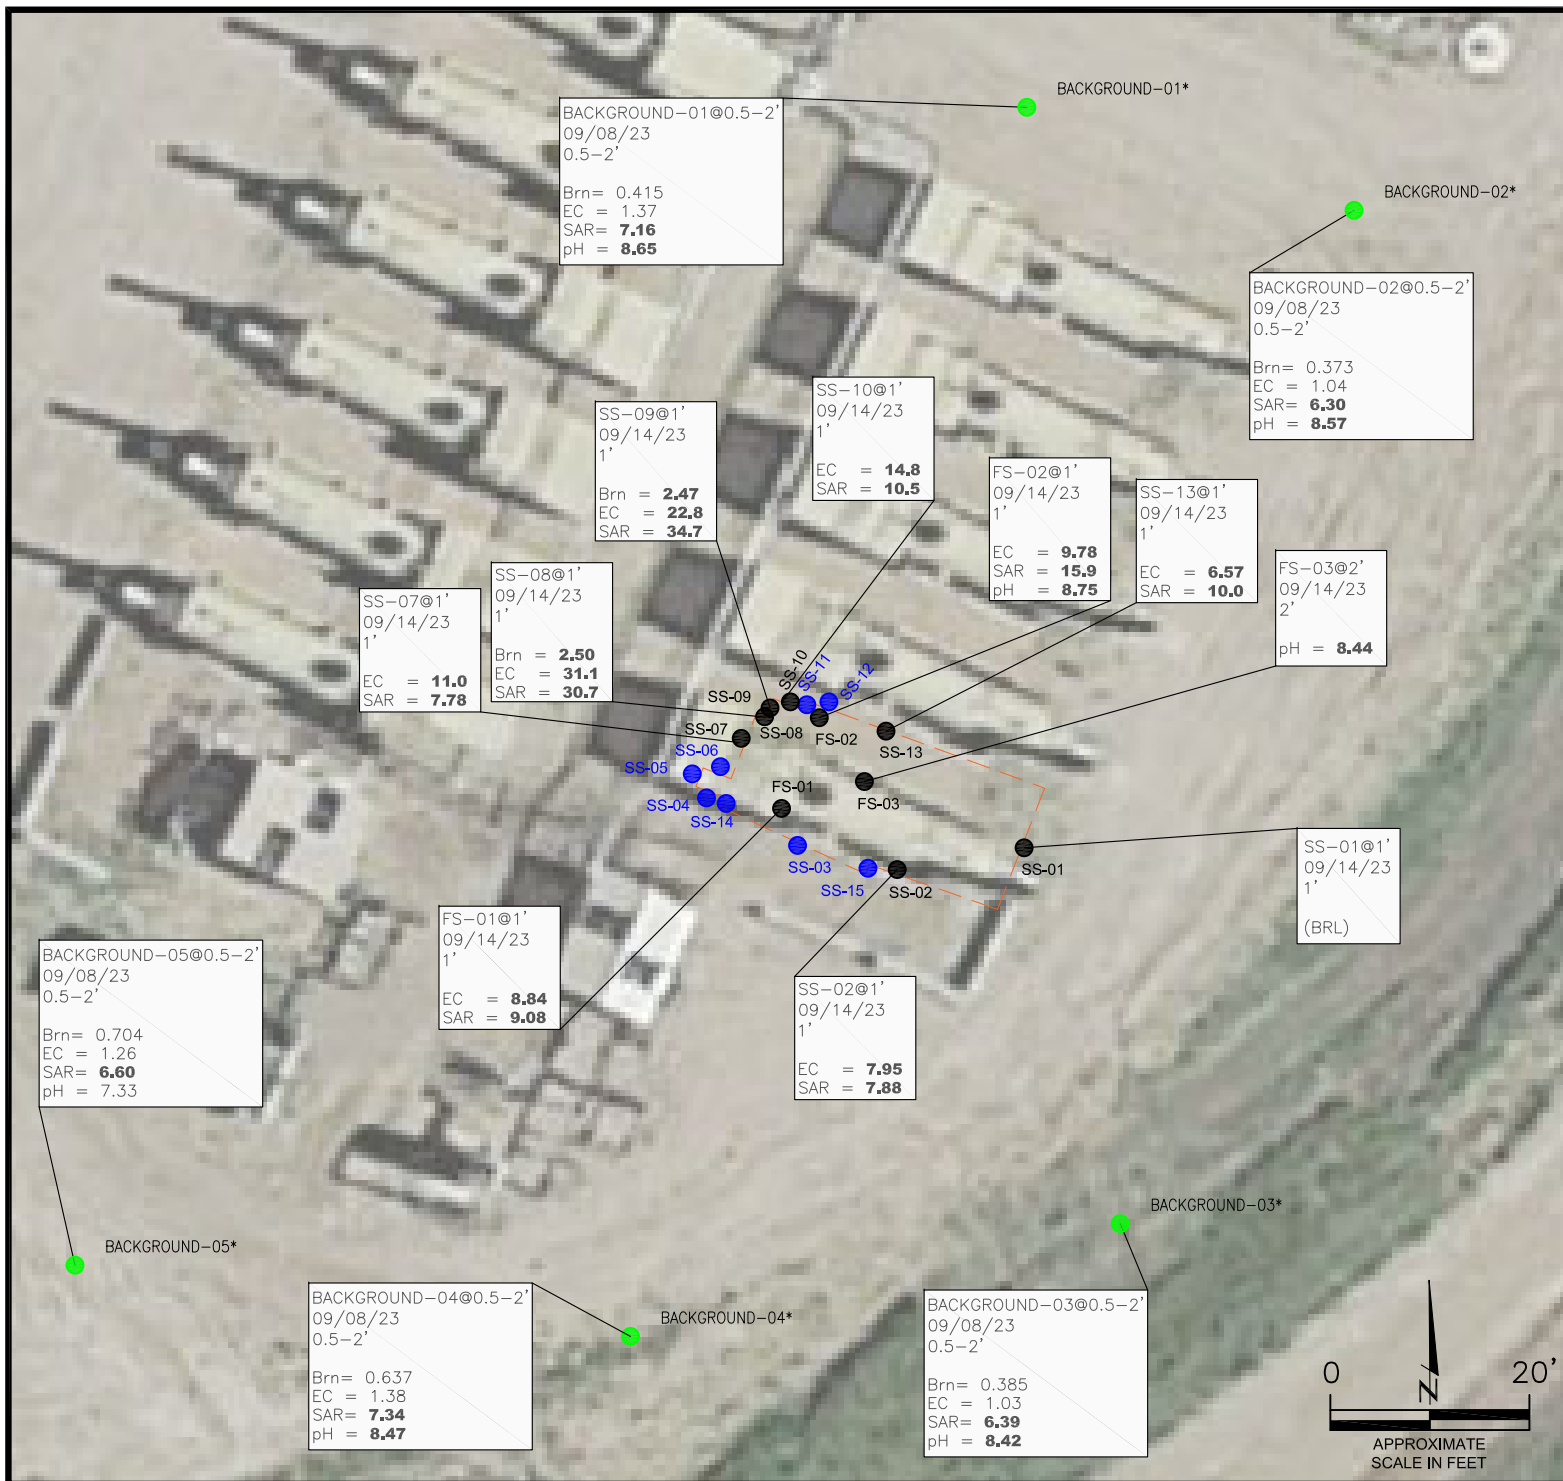 BACKGROUND-01*
BACKGROUND-01@0.5-2'
09/08/23
0.5-2'
Brn= 0.415
EC = 1.37
SAR= 7.16
pH = 8.65
BACKGROUND-02*
BACKGROUND-02@0.5-2'
09/08/23
0.5-2'
Brn= 0.373
EC = 1.04
SAR= 6.30
pH = 8.57
SS-10@1'
09/14/23
1'
EC = 14.8
SAR = 10.5
SS-09@1'
09/14/23
1'
Brn = 2.47
EC = 22.8
SAR = 34.7
FS-02@1'
09/14/23
1'
EC = 9.78
SAR = 15.9
pH = 8.75
SS-13@1'
09/14/23
1'
EC = 6.57
SAR = 10.0
FS-03@2'
09/14/23
2'
pH = 8.44
SS-08@1'
09/14/23
1'
Brn = 2.50
EC = 31.1
SAR = 30.7
SS-07@1'
09/14/23
1'
EC = 11.0
SAR = 7.78
SS-10
SS-11
SS-12
SS-09
SS-08
FS-02
SS-07
SS-13
SS-06
SS-05
SS-04
SS-14
FS-01
FS-03
SS-03
SS-15
SS-02
SS-01
SS-01@1'
09/14/23
1'
(BRL)
FS-01@1'
09/14/23
1'
EC = 8.84
SAR = 9.08
SS-02@1'
09/14/23
1'
EC = 7.95
SAR = 7.88
BACKGROUND-05@0.5-2'
09/08/23
0.5-2'
Brn= 0.704
EC = 1.26
SAR= 6.60
pH = 7.33
BACKGROUND-05*
BACKGROUND-04@0.5-2'
09/08/23
0.5-2'
Brn= 0.637
EC = 1.38
SAR= 7.34
pH = 8.47
BACKGROUND-04*
BACKGROUND-03*
BACKGROUND-03@0.5-2'
09/08/23
0.5-2'
Brn= 0.385
EC = 1.03
SAR= 6.39
pH = 8.42
N
0 20'
APPROXIMATE
SCALE IN FEET